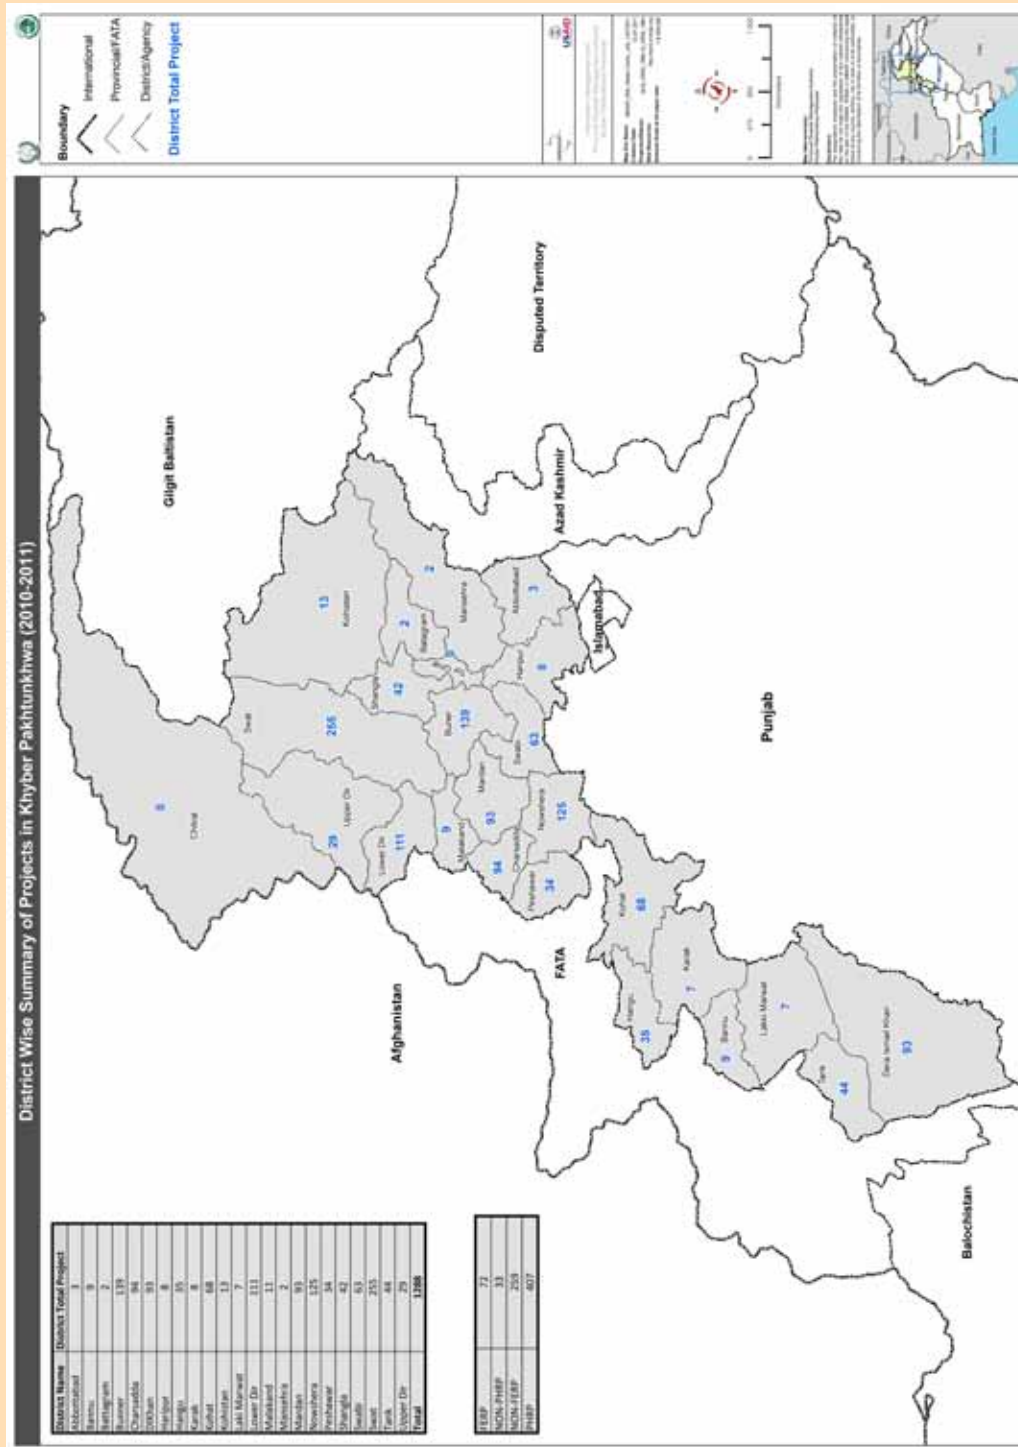 District Wise Summary of Projects in Khyber Pakhtunkhwa (2010-2011)
District Name District Total Project
Abbottabad 3
Bannu 9
Battagram 2
Buuner 139
Charsadda 94
DIKhan 93
Haripur 8
Hangu 35
Karak 8
Kohat 68
Kohistan 13
Laki Marwat 7
Lower Dir 111
Malakand 11
Mansehra 2
Mardan 93
Nowshera 125
Peshawar 34
Shangla 42
Swabi 63
Swat 255
Tank 44
Upper Dir 29
Total 1288
FERP 72
NON-PHRP 33
NON-FERP 259
PHRP 407
Gilgit Baltistan
Disputed Territory
Azad Kashmir
Islamabad
Punjab
Afghanistan
FATA
Balochistan
Chitral
Swat
255
Kohistan
13
Upper Dir
29
Lower Dir
111
Shangla
42
Battagram
2
Mansehra
2
Abbottabad
3
Haripur
8
Buner
139
Swabi
63
Malakand
9
Mardan
93
Charsadda
94
Nowshera
125
Peshawar
34
Kohat
68
Hangu
35
Karak
7
Bannu
9
Lakki Marwat
7
Tank
44
Dera Ismail Khan
93
Boundary
International
Provincial/FATA
District/Agency
District Total Project
USAID